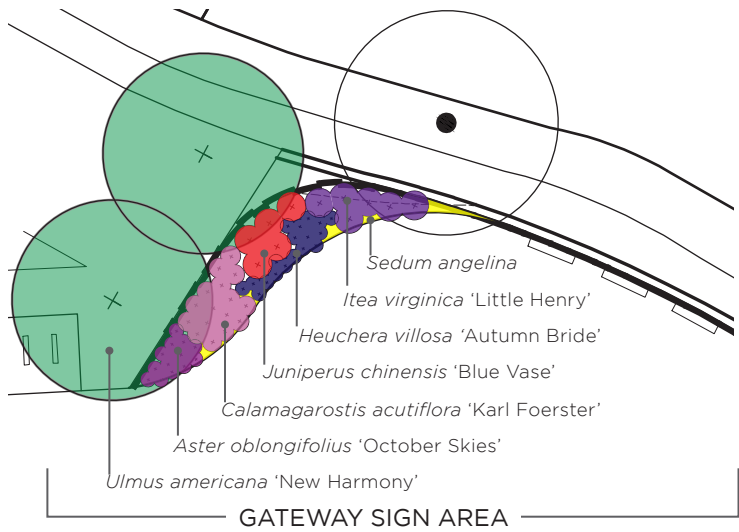 Sedum angelina
Itea virginica ‘Little Henry’
Heuchera villosa ‘Autumn Bride’
Juniperus chinensis ‘Blue Vase’
Calamagarostis acutiflora ‘Karl Foerster’
Aster oblongifolius ‘October Skies’
Ulmus americana ‘New Harmony’
GATEWAY SIGN AREA